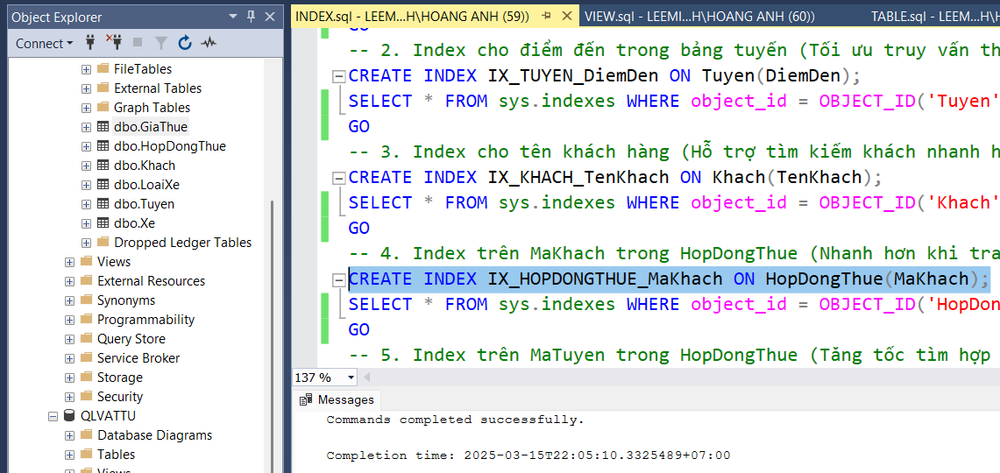 Object Explorer
Connect
FileTables
External Tables
Graph Tables
dbo.GiaThue
dbo.HopDongThue
dbo.Khach
dbo.LoaiXe
dbo.Tuyen
dbo.Xe
Dropped Ledger Tables
Views
External Resources
Synonyms
Programmability
Query Store
Service Broker
Storage
Security
QLVATTU
Database Diagrams
Tables
Views
INDEX.sql - LEEM...H\HOANG ANH (59)) VIEW.sql - LEEMI...H\HOANG ANH (60)) TABLE.sql - LEEM...H\H
GO
-- 2. Index cho điểm đến trong bảng tuyến (Tối ưu truy vấn th
CREATE INDEX IX_TUYEN_DiemDen ON Tuyen(DiemDen);
SELECT * FROM sys.indexes WHERE object_id = OBJECT_ID('Tuyen'
GO
-- 3. Index cho tên khách hàng (Hỗ trợ tìm kiếm khách nhanh h
CREATE INDEX IX_KHACH_TenKhach ON Khach(TenKhach);
SELECT * FROM sys.indexes WHERE object_id = OBJECT_ID('Khach'
GO
-- 4. Index trên MaKhach trong HopDongThue (Nhanh hơn khi tra
CREATE INDEX IX_HOPDONGTHUE_MaKhach ON HopDongThue(MaKhach);
SELECT * FROM sys.indexes WHERE object_id = OBJECT_ID('HopDon
GO
-- 5. Index trên MaTuyen trong HopDongThue (Tăng tốc tìm hợp
137 %
Messages
Commands completed successfully.
Completion time: 2025-03-15T22:05:10.3325489+07:00